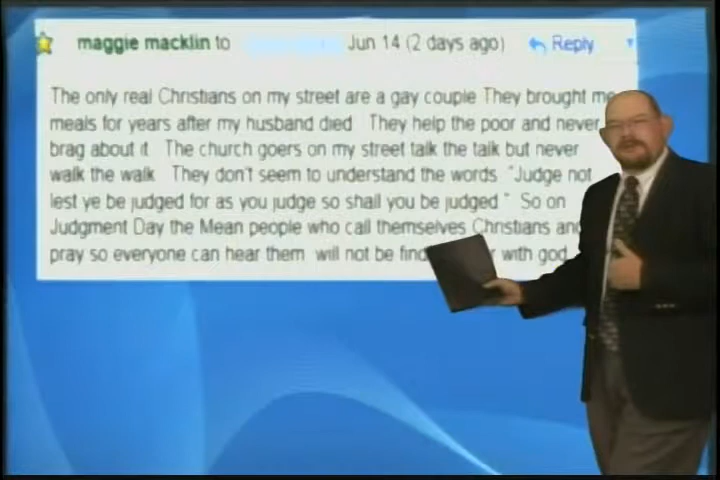 maggie macklin to Jun 14 (2 days ago) Reply
The only real Christians on my street are a gay couple They brought me
meals for years after my husband died They help the poor and never
brag about it The church goers on my street talk the talk but never
walk the walk They don't seem to understand the words "Judge not
lest ye be judged for as you judge so shall you be judged." So on
Judgment Day the Mean people who call themselves Christians and
pray so everyone can hear them will not be with god